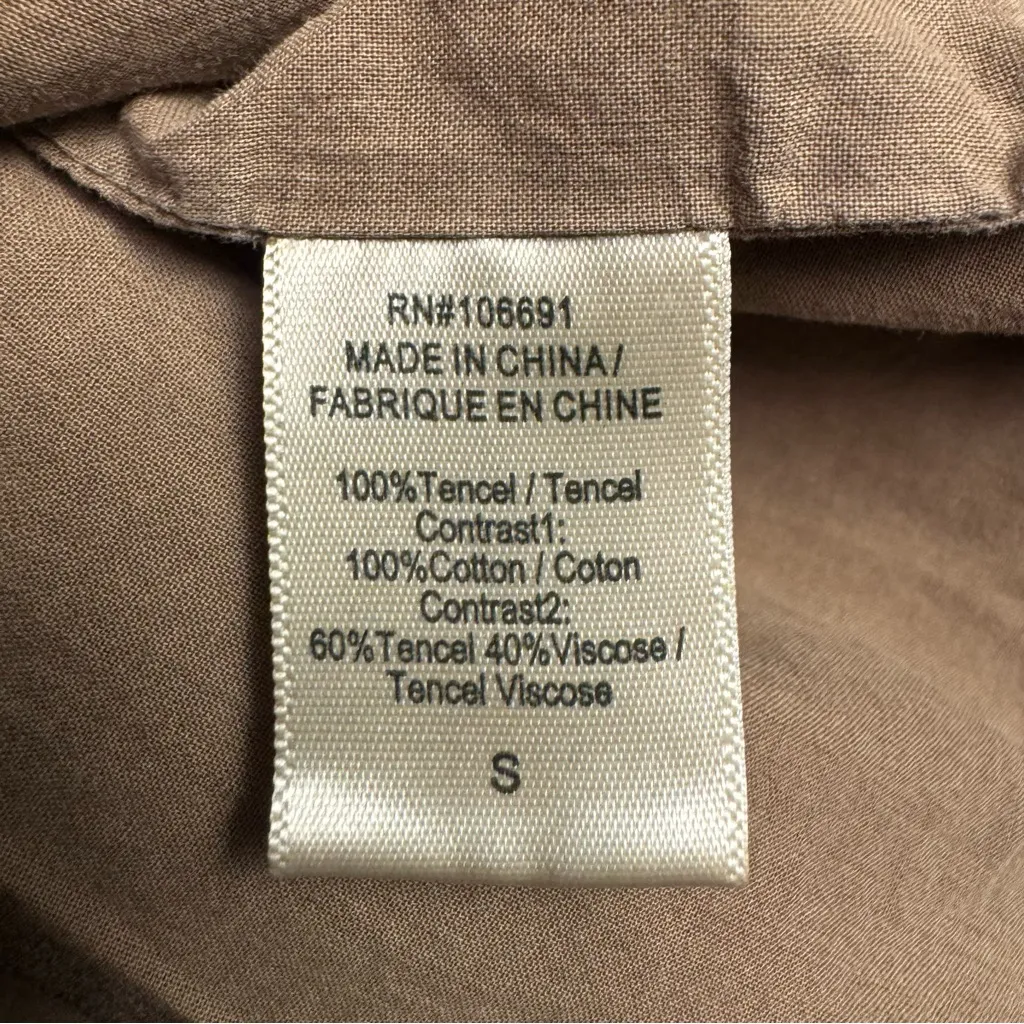 RN#106691
MADE IN CHINA /
FABRIQUE EN CHINE
100%Tencel / Tencel
Contrast1:
100%Cotton / Coton
Contrast2:
60%Tencel 40%Viscose /
Tencel Viscose
S